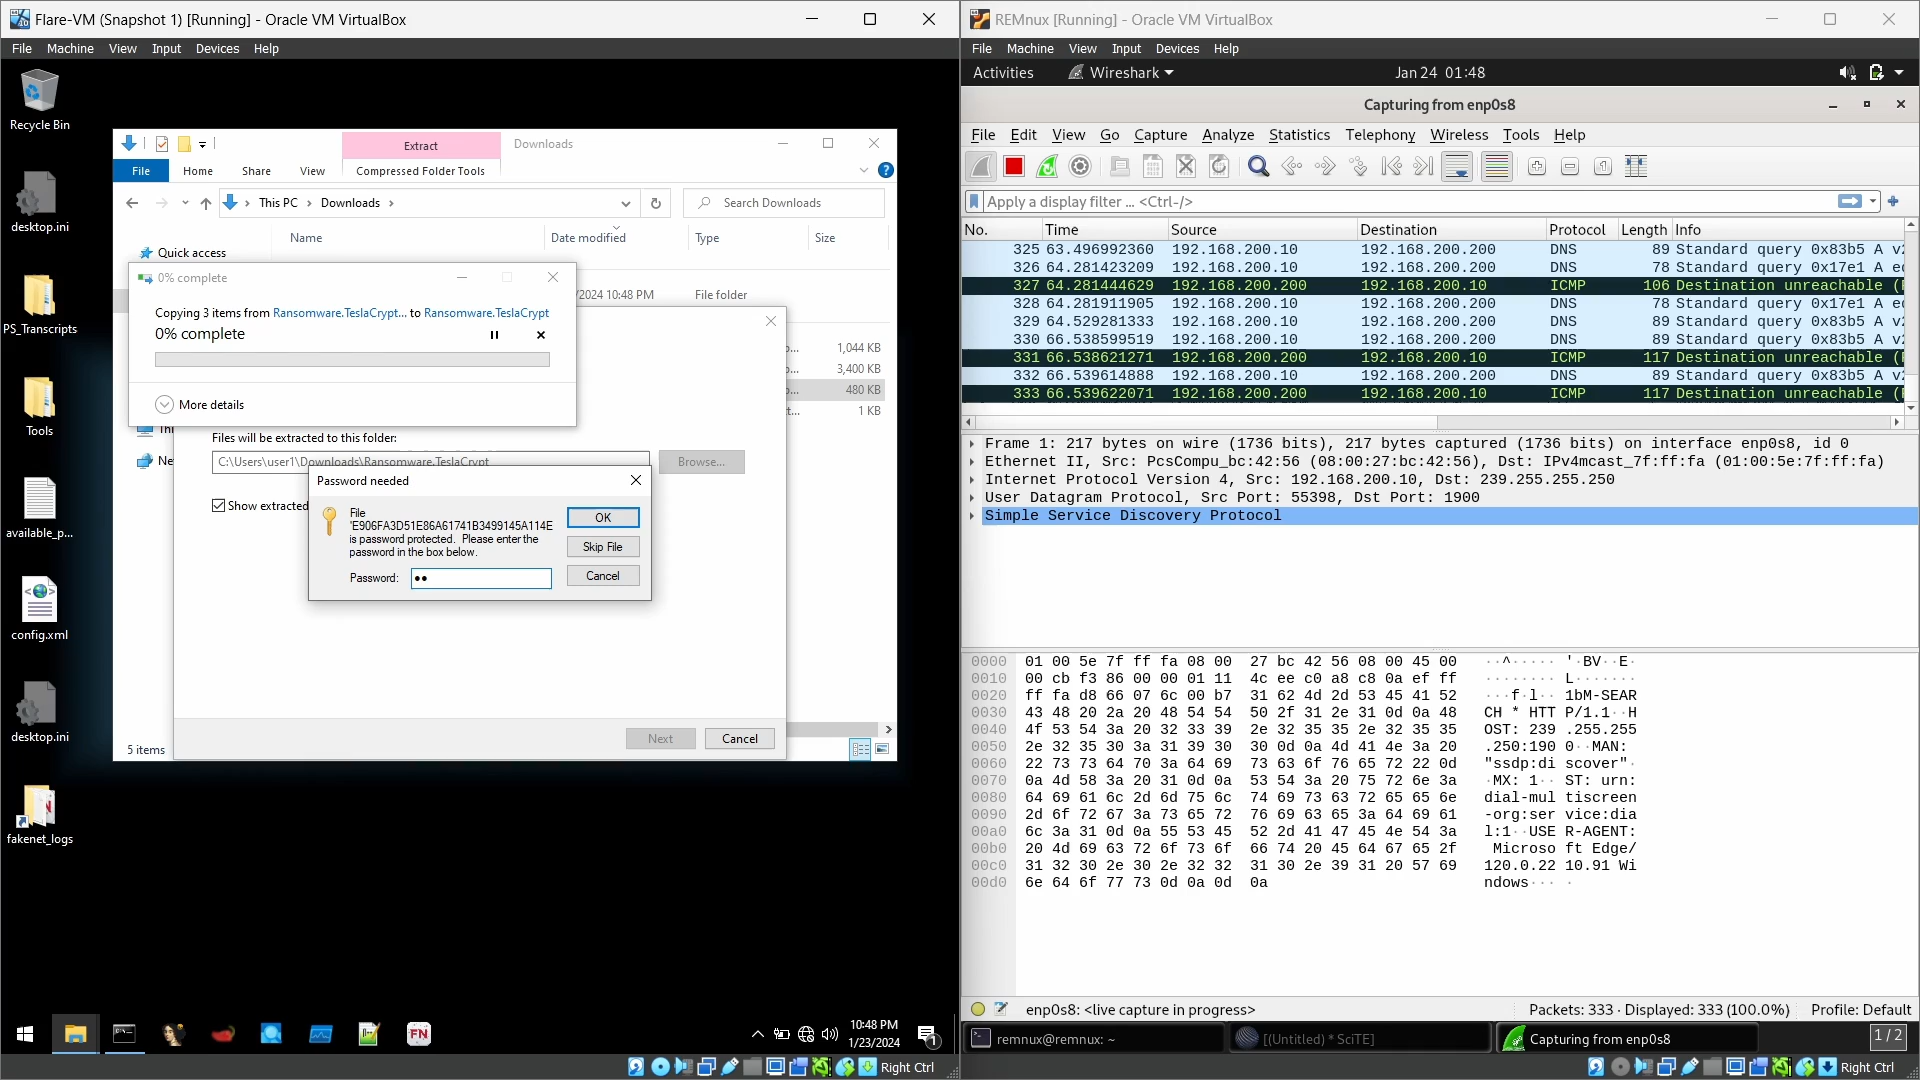 Flare-VM (Snapshot 1) [Running] - Oracle VM VirtualBox
File Machine View Input Devices Help
Recycle Bin
desktop.ini
PS_Transcripts
Tools
available_p...
config.xml
desktop.ini
fakenet_logs
Extract
Downloads
File Home Share View Compressed Folder Tools
This PC > Downloads >
Search Downloads
Name Date modified Type Size
Quick access
/2024 10:48 PM File folder
1,044 KB
3,400 KB
480 KB
1 KB
0% complete
Copying 3 items from Ransomware.TeslaCrypt... to Ransomware.TeslaCrypt
0% complete
More details
Files will be extracted to this folder:
C:\Users\user1\Downloads\Ransomware.TeslaCrypt
Browse...
Show extracted
Password needed
File
'E906FA3D51E86A61741B3499145A114E
is password protected. Please enter the
password in the box below.
Password: ●●
OK
Skip File
Cancel
Next
Cancel
5 items
10:48 PM
1/23/2024
1
Right Ctrl
REMnux [Running] - Oracle VM VirtualBox
File Machine View Input Devices Help
Activities Wireshark Jan 24 01:48
Capturing from enp0s8
File Edit View Go Capture Analyze Statistics Telephony Wireless Tools Help
Apply a display filter ... <Ctrl-/>
No. Time Source Destination Protocol Length Info
325 63.496992360 192.168.200.10 192.168.200.200 DNS 89 Standard query 0x83b5 A v
326 64.281423209 192.168.200.10 192.168.200.200 DNS 78 Standard query 0x17e1 A e
327 64.281444629 192.168.200.200 192.168.200.10 ICMP 106 Destination unreachable (
328 64.281911905 192.168.200.10 192.168.200.200 DNS 78 Standard query 0x17e1 A e
329 64.529281333 192.168.200.10 192.168.200.200 DNS 89 Standard query 0x83b5 A v
330 66.538599519 192.168.200.10 192.168.200.200 DNS 89 Standard query 0x83b5 A v
331 66.538621271 192.168.200.200 192.168.200.10 ICMP 117 Destination unreachable (
332 66.539614888 192.168.200.10 192.168.200.200 DNS 89 Standard query 0x83b5 A v
333 66.539622071 192.168.200.200 192.168.200.10 ICMP 117 Destination unreachable (
Frame 1: 217 bytes on wire (1736 bits), 217 bytes captured (1736 bits) on interface enp0s8, id 0
Ethernet II, Src: PcsCompu_bc:42:56 (08:00:27:bc:42:56), Dst: IPv4mcast_7f:ff:fa (01:00:5e:7f:ff:fa)
Internet Protocol Version 4, Src: 192.168.200.10, Dst: 239.255.255.250
User Datagram Protocol, Src Port: 55398, Dst Port: 1900
Simple Service Discovery Protocol
0000 01 00 5e 7f ff fa 08 00 27 bc 42 56 08 00 45 00 ··^····· '·BV··E·
0010 00 cb f3 86 00 00 01 11 4c ee c0 a8 c8 0a ef ff ········ L·······
0020 ff fa d8 66 07 6c 00 b7 31 62 4d 2d 53 45 41 52 ···f·l·· 1bM-SEAR
0030 43 48 20 2a 20 48 54 54 50 2f 31 2e 31 0d 0a 48 CH * HTT P/1.1··H
0040 4f 53 54 3a 20 32 33 39 2e 32 35 35 2e 32 35 35 OST: 239 .255.255
0050 2e 32 35 30 3a 31 39 30 30 0d 0a 4d 41 4e 3a 20 .250:190 0··MAN:
0060 22 73 73 64 70 3a 64 69 73 63 6f 76 65 72 22 0d "ssdp:di scover"·
0070 0a 4d 58 3a 20 31 0d 0a 53 54 3a 20 75 72 6e 3a ·MX: 1·· ST: urn:
0080 64 69 61 6c 2d 6d 75 6c 74 69 73 63 72 65 65 6e dial-mul tiscreen
0090 2d 6f 72 67 3a 73 65 72 76 69 63 65 3a 64 69 61 -org:ser vice:dia
00a0 6c 3a 31 0d 0a 55 53 45 52 2d 41 47 45 4e 54 3a l:1··USE R-AGENT:
00b0 20 4d 69 63 72 6f 73 6f 66 74 20 45 64 67 65 2f Microso ft Edge/
00c0 31 32 30 2e 30 2e 32 32 31 30 2e 39 31 20 57 69 120.0.22 10.91 Wi
00d0 6e 64 6f 77 73 0d 0a 0d 0a ndows··· ·
enp0s8: <live capture in progress>
Packets: 333 · Displayed: 333 (100.0%) Profile: Default
remnux@remnux: ~
[(Untitled) * SciTE]
Capturing from enp0s8
1 / 2
Right Ctrl